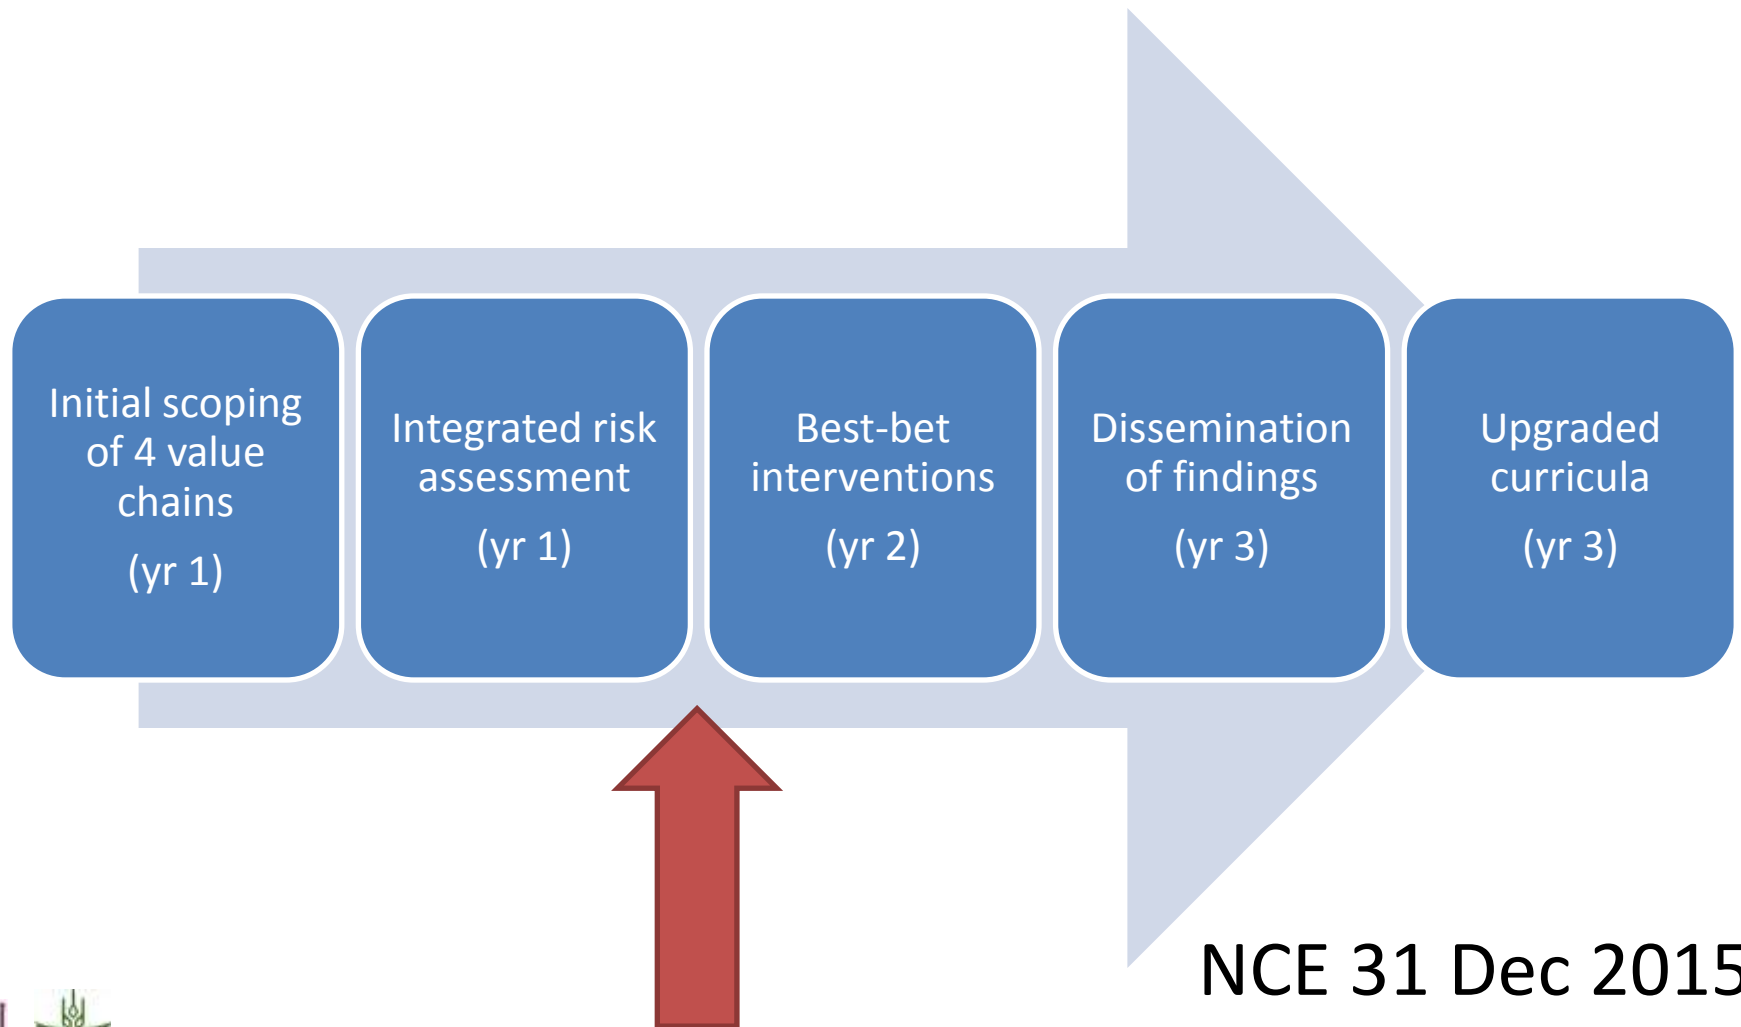 Initial scoping
of 4 value
chains
(yr 1)
Integrated risk
assessment
(yr 1)
Best-bet
interventions
(yr 2)
Dissemination
of findings
(yr 3)
Upgraded
curricula
(yr 3)
NCE 31 Dec 2015